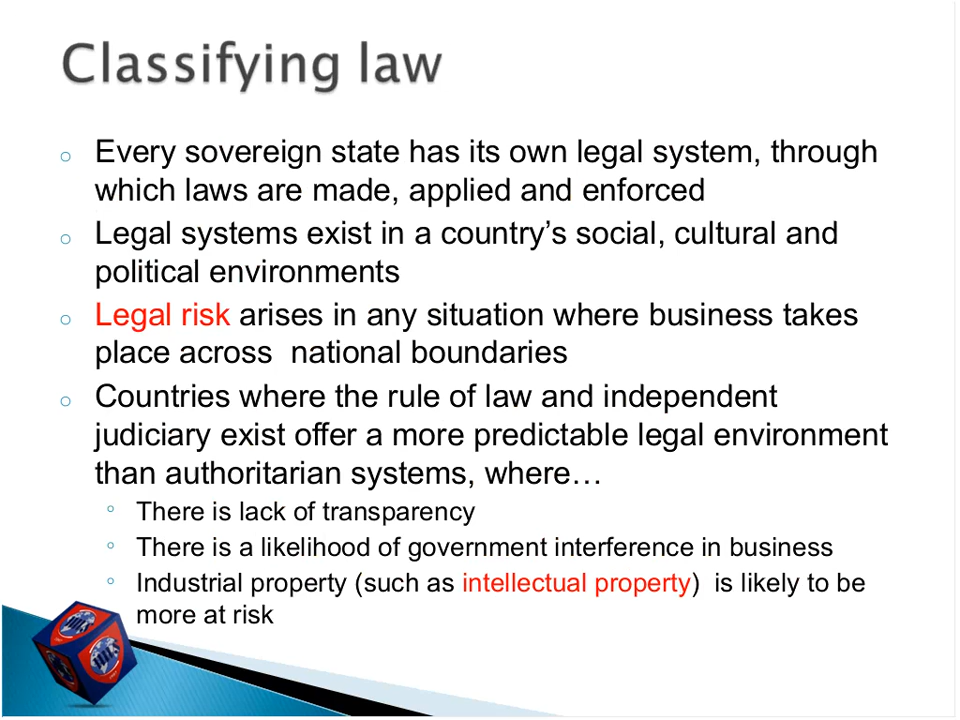 Classifying law
Every sovereign state has its own legal system, through
which laws are made, applied and enforced
Legal systems exist in a country’s social, cultural and
political environments
Legal risk arises in any situation where business takes
place across  national boundaries
Countries where the rule of law and independent
judiciary exist offer a more predictable legal environment
than authoritarian systems, where…
There is lack of transparency
There is a likelihood of government interference in business
Industrial property (such as intellectual property)  is likely to be
more at risk